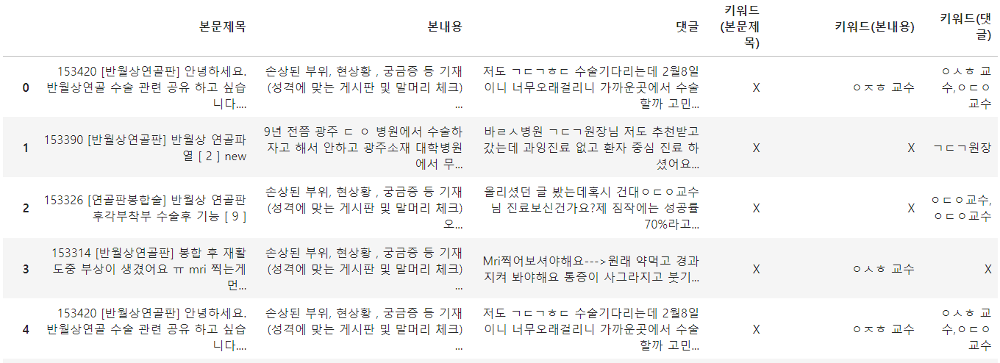 본문제목 본내용 댓글 키워드(본문제목) 키워드(본내용) 키워드(댓글)
0 153420 [반월상연골판] 안녕하세요. 반월상연골 수술 관련 공유 하고 싶습니다.... 손상된 부위, 현상황 , 궁금증 등 기재 (성격에 맞는 게시판 및 말머리 체크) ... 저도 ㄱㄷㄱㅎㄷ 수술기다리는데 2월8일이니 너무오래걸리니 가까운곳에서 수술할까 고민... X ㅇㅈㅎ 교수 ㅇㅅㅎ 교수,ㅇㄷㅇ 교수
1 153390 [반월상연골판] 반월상 연골파열 [ 2 ] new 9년 전쯤 광주 ㄷ ㅇ 병원에서 수술하자고 해서 안하고 광주소재 대학병원에서 무... 바ㄹㅅ병원 ㄱㄷㄱ원장님 저도 추천받고 갔는데 과잉진료 없고 환자 중심 진료 하셨어요... X X ㄱㄷㄱ원장
2 153326 [연골판봉합술] 반월상 연골판 후각부착부 수술후 기능 [ 9 ] 손상된 부위, 현상황 , 궁금증 등 기재 (성격에 맞는 게시판 및 말머리 체크) 오... 올리셨던 글 봤는데혹시 건대ㅇㄷㅇ교수님 진료보신건가요?제 짐작에는 성공률 70%라고... X X ㅇㄷㅇ교수,ㅇㄷㅇ교수
3 153314 [반월상연골판] 봉합 후 재활도중 부상이 생겼어요 ㅠ mri 찍는게 먼... 손상된 부위, 현상황 , 궁금증 등 기재 (성격에 맞는 게시판 및 말머리 체크) ... Mri찍어보셔야해요--->원래 약먹고 경과 지켜 봐야해요 통증이 사그라지고 붓기... X ㅇㅅㅎ 교수 X
4 153420 [반월상연골판] 안녕하세요. 반월상연골 수술 관련 공유 하고 싶습니다.... 손상된 부위, 현상황 , 궁금증 등 기재 (성격에 맞는 게시판 및 말머리 체크) ... 저도 ㄱㄷㄱㅎㄷ 수술기다리는데 2월8일이니 너무오래걸리니 가까운곳에서 수술할까 고민... X ㅇㅈㅎ 교수 ㅇㅅㅎ 교수,ㅇㄷㅇ 교수